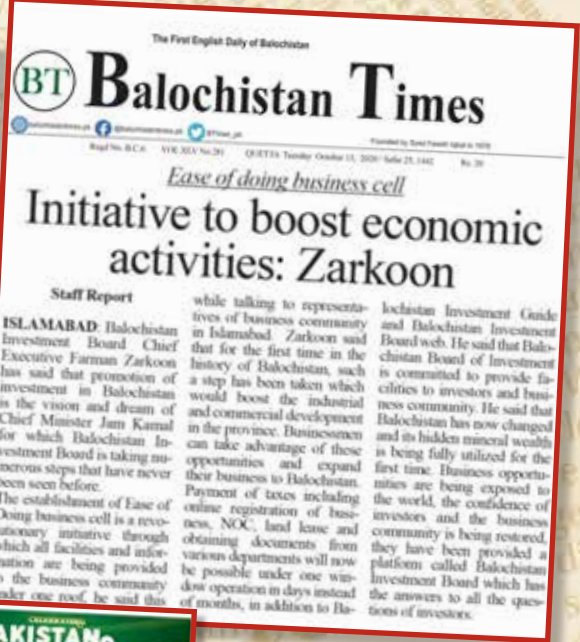 The First English Daily of Balochistan
BT
Balochistan Times
QUETTA Tuesday October 13, 2020/ Safar 25, 1442
Rs. 20
Ease of doing business cell
Initiative to boost economic
activities: Zarkoon
Staff Report
ISLAMABAD: Balochistan
Investment Board Chief
Executive Farman Zarkoon
has said that promotion of
investment in Balochistan
is the vision and dream of
Chief Minister Jam Kamal
for which Balochistan In-
vestment Board is taking nu-
merous steps that have never
been seen before.
The establishment of Ease of
Doing business cell is a revo-
utionary initiative through
which all facilities and infor-
mation are being provided
o the business community
nder one roof, he said this
while talking to representa-
tives of business community
in Islamabad. Zarkoon said
that for the first time in the
history of Balochistan, such
a step has been taken which
would boost the industrial
and commercial development
in the province. Businessmen
can take advantage of these
opportunities and expand
their business to Balochistan.
Payment of taxes including
online registration of busi-
ness, NOC, land lease and
obtaining documents from
various departments will now
be possible under one win-
dow operation in days instead
of months, in addition to Ba-
lochistan Investment Guide
and Balochistan Investment
Board web. He said that Balo-
chistan Board of Investment
is committed to provide fa-
cilities to investors and busi-
ness community. He said that
Balochistan has now changed
and its hidden mineral wealth
is being fully utilized for the
first time. Business opportu-
nities are being exposed to
the world, the confidence of
investors and the business
community is being restored,
they have been provided a
platform called Balochistan
Investment Board which has
the answers to all the ques-
tions of investors.
CELEBRATING
AKISTAN